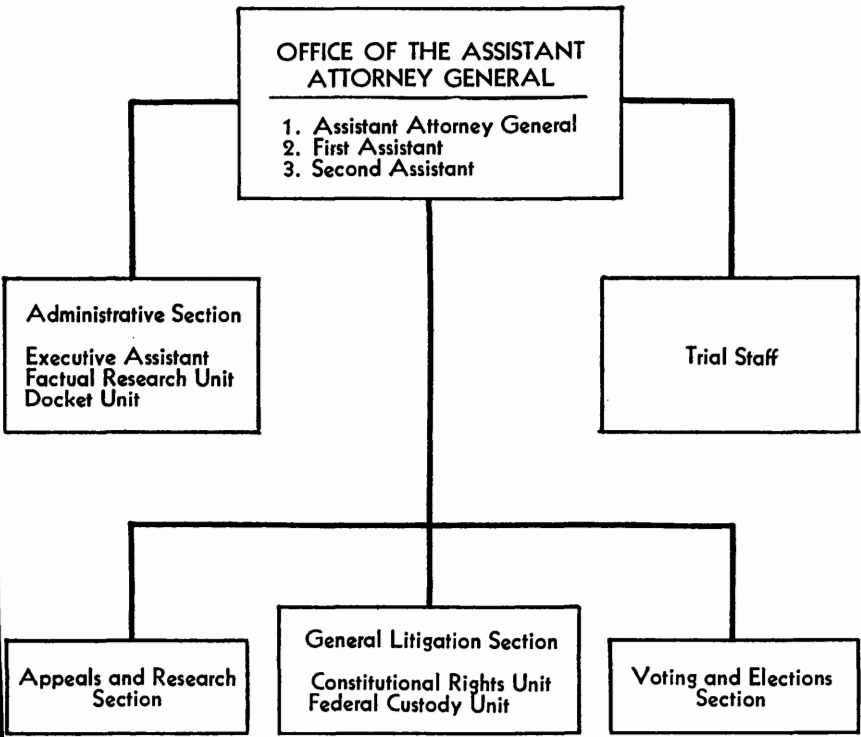 OFFICE OF THE ASSISTANT
ATTORNEY GENERAL
1. Assistant Attorney General
2. First Assistant
3. Second Assistant
Administrative Section
Executive Assistant
Factual Research Unit
Docket Unit
Trial Staff
Appeals and Research
Section
General Litigation Section
Constitutional Rights Unit
Federal Custody Unit
Voting and Elections
Section